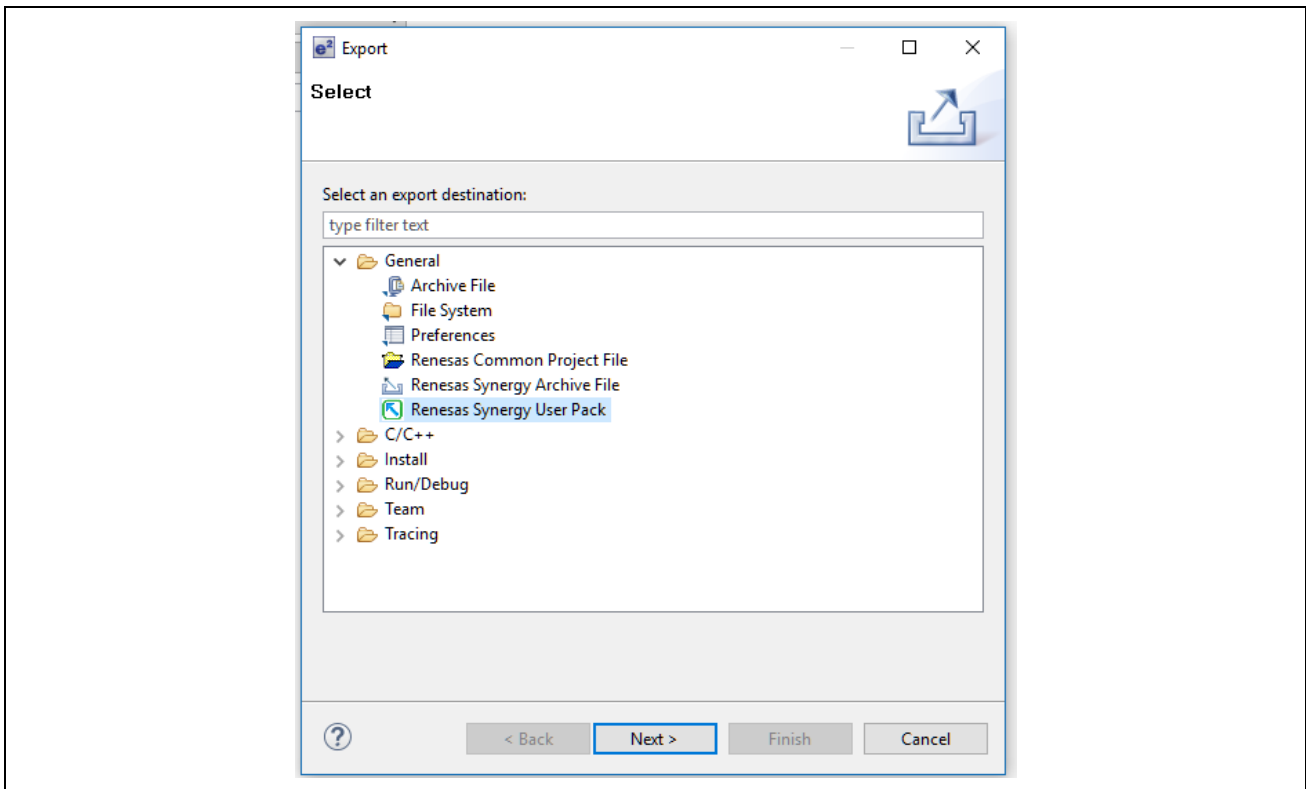 e² Export
Select
Select an export destination:
type filter text
General
Archive File
File System
Preferences
Renesas Common Project File
Renesas Synergy Archive File
Renesas Synergy User Pack
C/C++
Install
Run/Debug
Team
Tracing
< Back Next > Finish Cancel